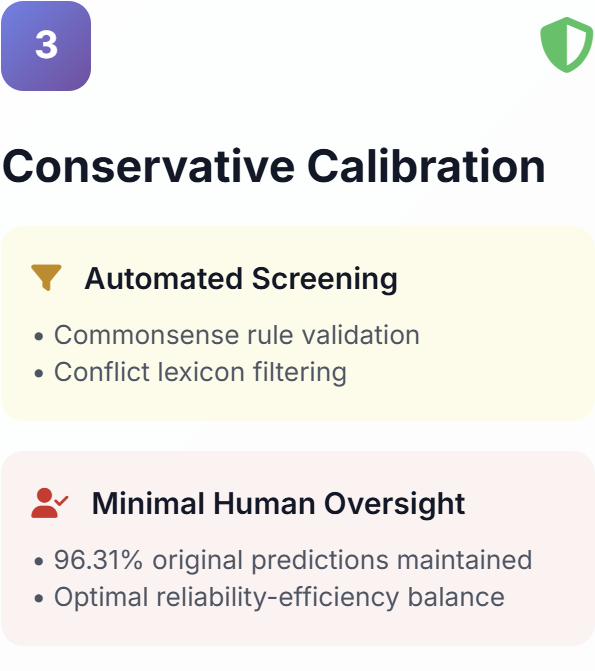 3
Conservative Calibration
Automated Screening
• Commonsense rule validation
• Conflict lexicon filtering
Minimal Human Oversight
• 96.31% original predictions maintained
• Optimal reliability-efficiency balance